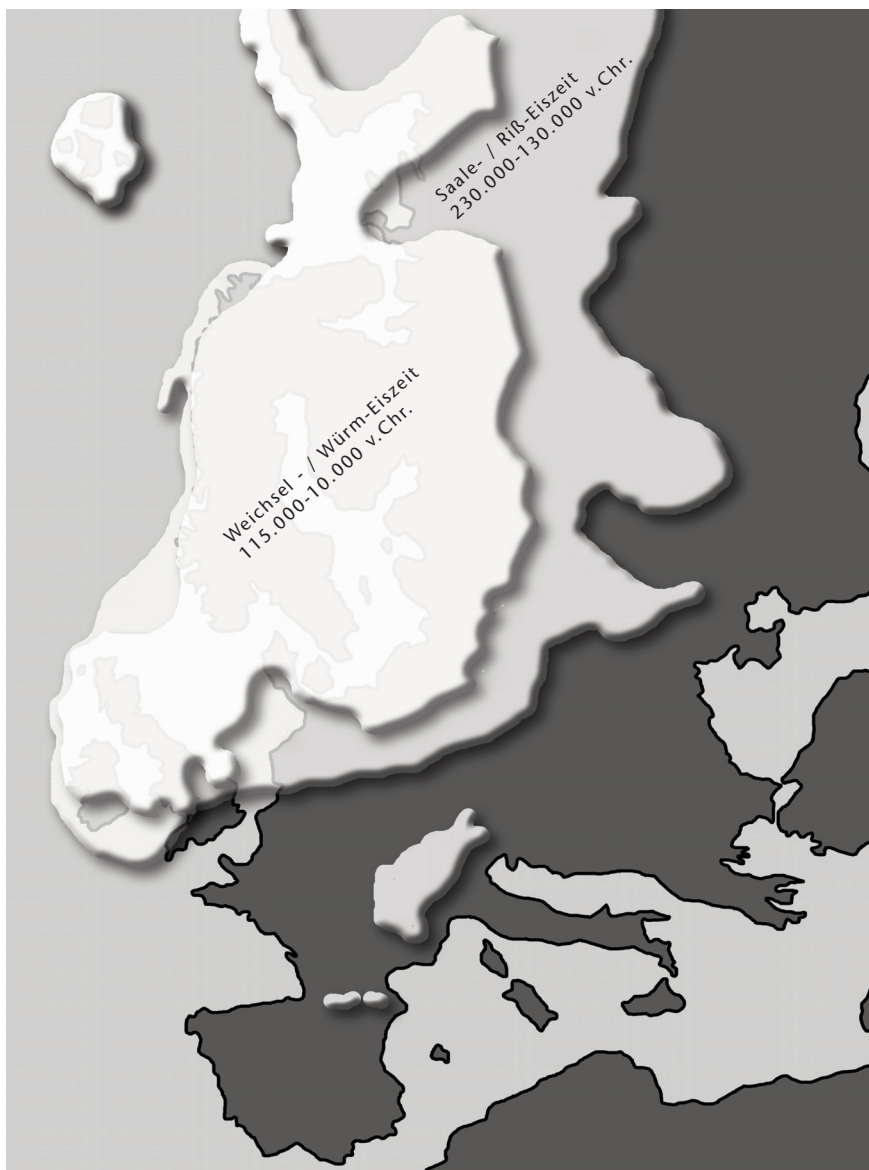 Saale- / Riß-Eiszeit
230.000-130.000 v.Chr.
Weichsel - / Würm-Eiszeit
115.000-10.000 v.Chr.